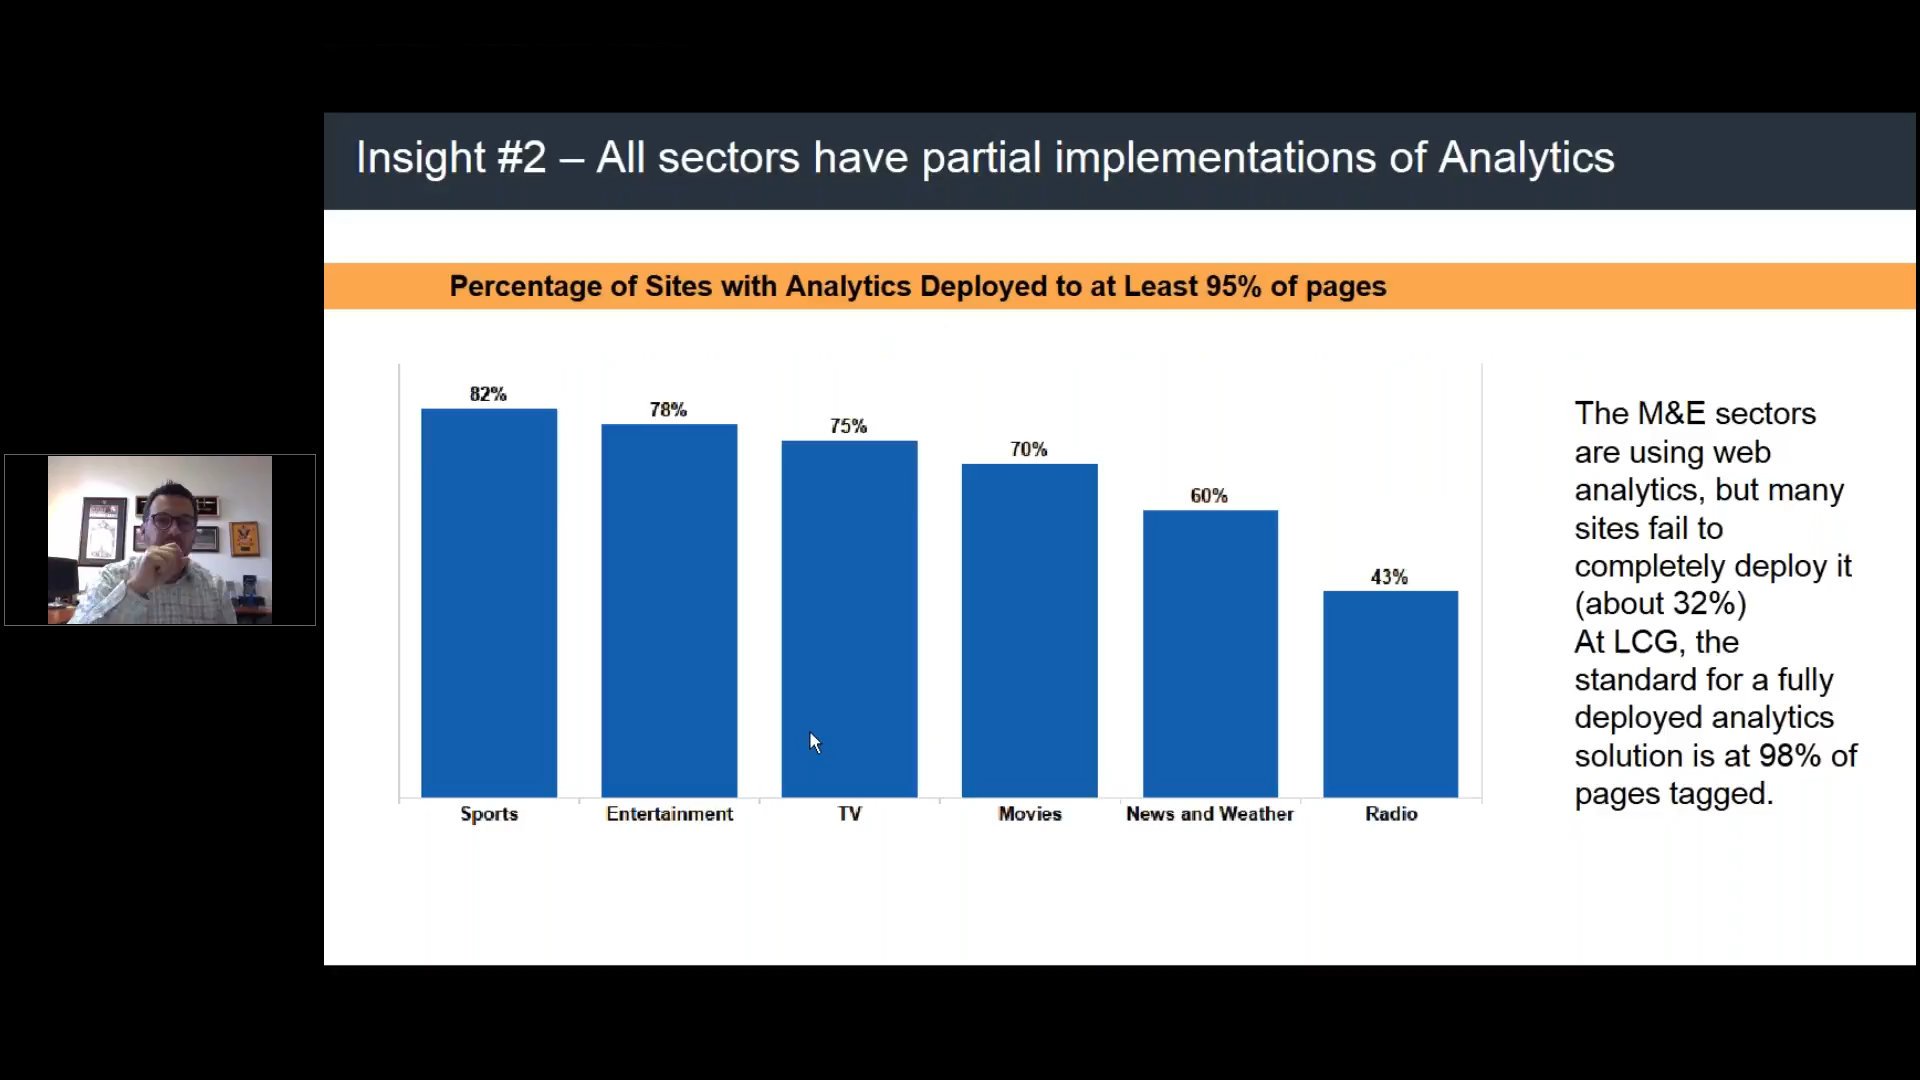 Insight #2 – All sectors have partial implementations of Analytics
Percentage of Sites with Analytics Deployed to at Least 95% of pages
82%
78%
75%
70%
60%
43%
Sports
Entertainment
TV
Movies
News and Weather
Radio
The M&E sectors
are using web
analytics, but many
sites fail to
completely deploy it
(about 32%)
At LCG, the
standard for a fully
deployed analytics
solution is at 98% of
pages tagged.